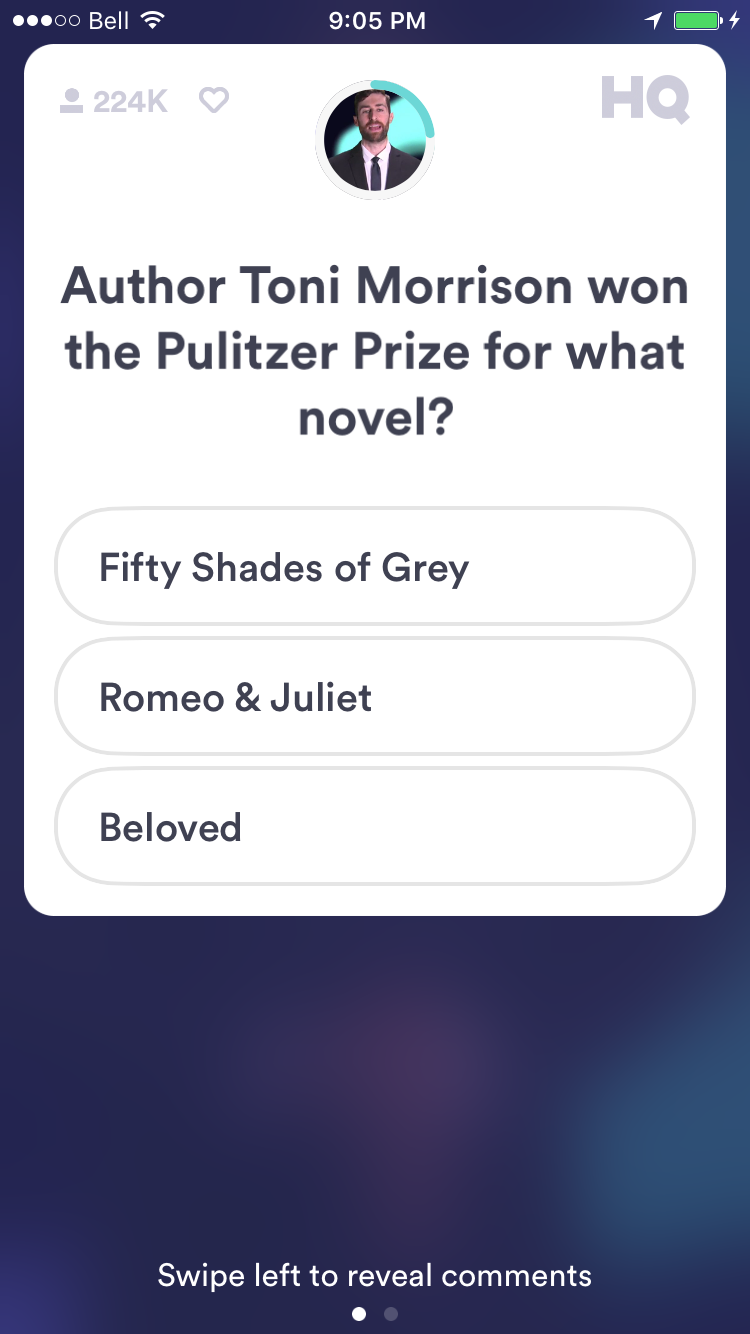 Bell 9:05 PM
224K HQ
Author Toni Morrison won
the Pulitzer Prize for what
novel?
Fifty Shades of Grey
Romeo & Juliet
Beloved
Swipe left to reveal comments